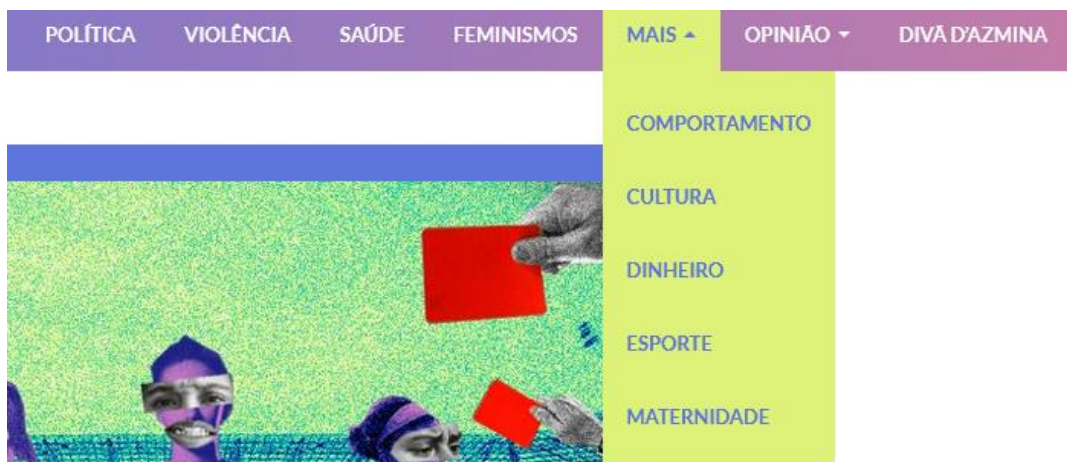 POLÍTICA VIOLÊNCIA SAÚDE FEMINISMOS MAIS OPINIÃO DIVÃ D'AZMINA
COMPORTAMENTO
CULTURA
DINHEIRO
ESPORTE
MATERNIDADE